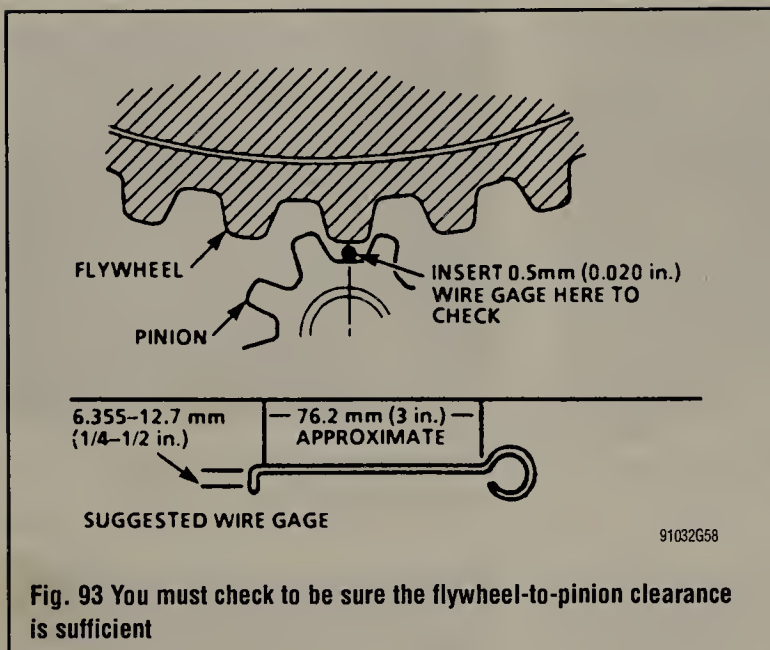 FLYWHEEL
PINION
INSERT 0.5mm (0.020 in.)
WIRE GAGE HERE TO
CHECK
6.355–12.7 mm
(1/4–1/2 in.)
76.2 mm (3 in.)
APPROXIMATE
SUGGESTED WIRE GAGE
91032G58
Fig. 93 You must check to be sure the flywheel-to-pinion clearance
is sufficient